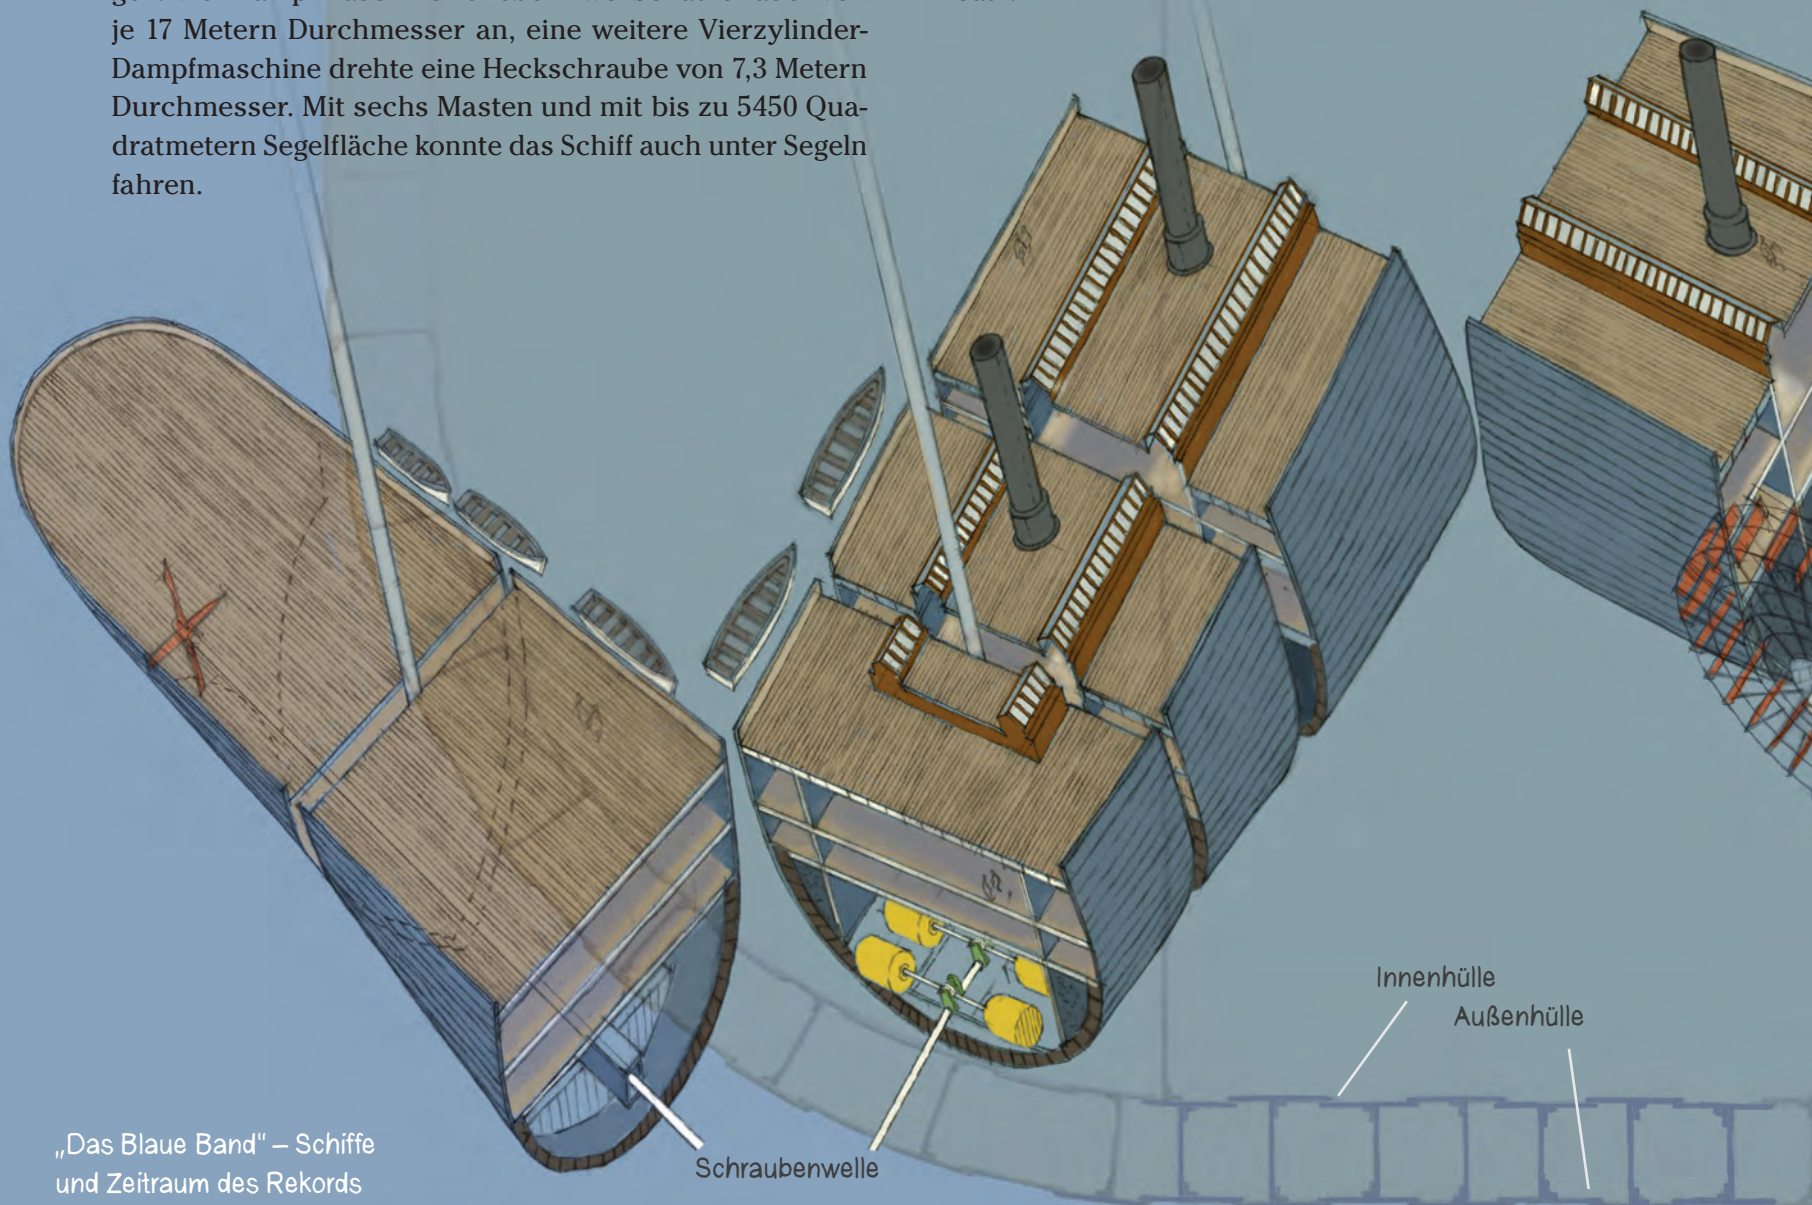 je 17 Metern Durchmesser an, eine weitere Vierzylinder-
Dampfmaschine drehte eine Heckschraube von 7,3 Metern
Durchmesser. Mit sechs Masten und mit bis zu 5450 Qua-
dratmetern Segelfläche konnte das Schiff auch unter Segeln
fahren.
Innenhülle
Außenhülle
Schraubenwelle
„Das Blaue Band“ – Schiffe
und Zeitraum des Rekords